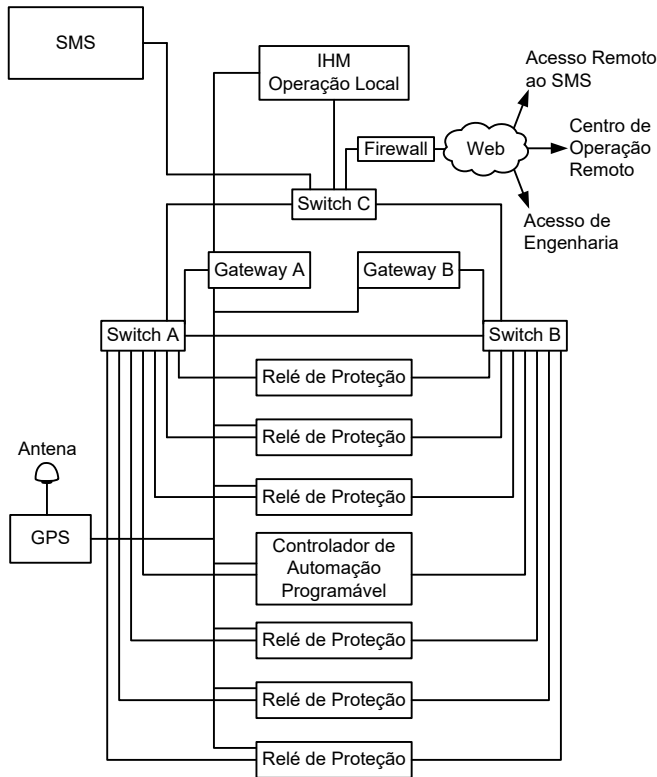 SMS
IHM
Operação Local
Acesso Remoto
ao SMS
Firewall
Web
Centro de
Operação
Remoto
Switch C
Acesso de
Engenharia
Gateway A
Gateway B
Switch A
Switch B
Relé de Proteção
Relé de Proteção
Antena
Relé de Proteção
GPS
Controlador de
Automação
Programável
Relé de Proteção
Relé de Proteção
Relé de Proteção